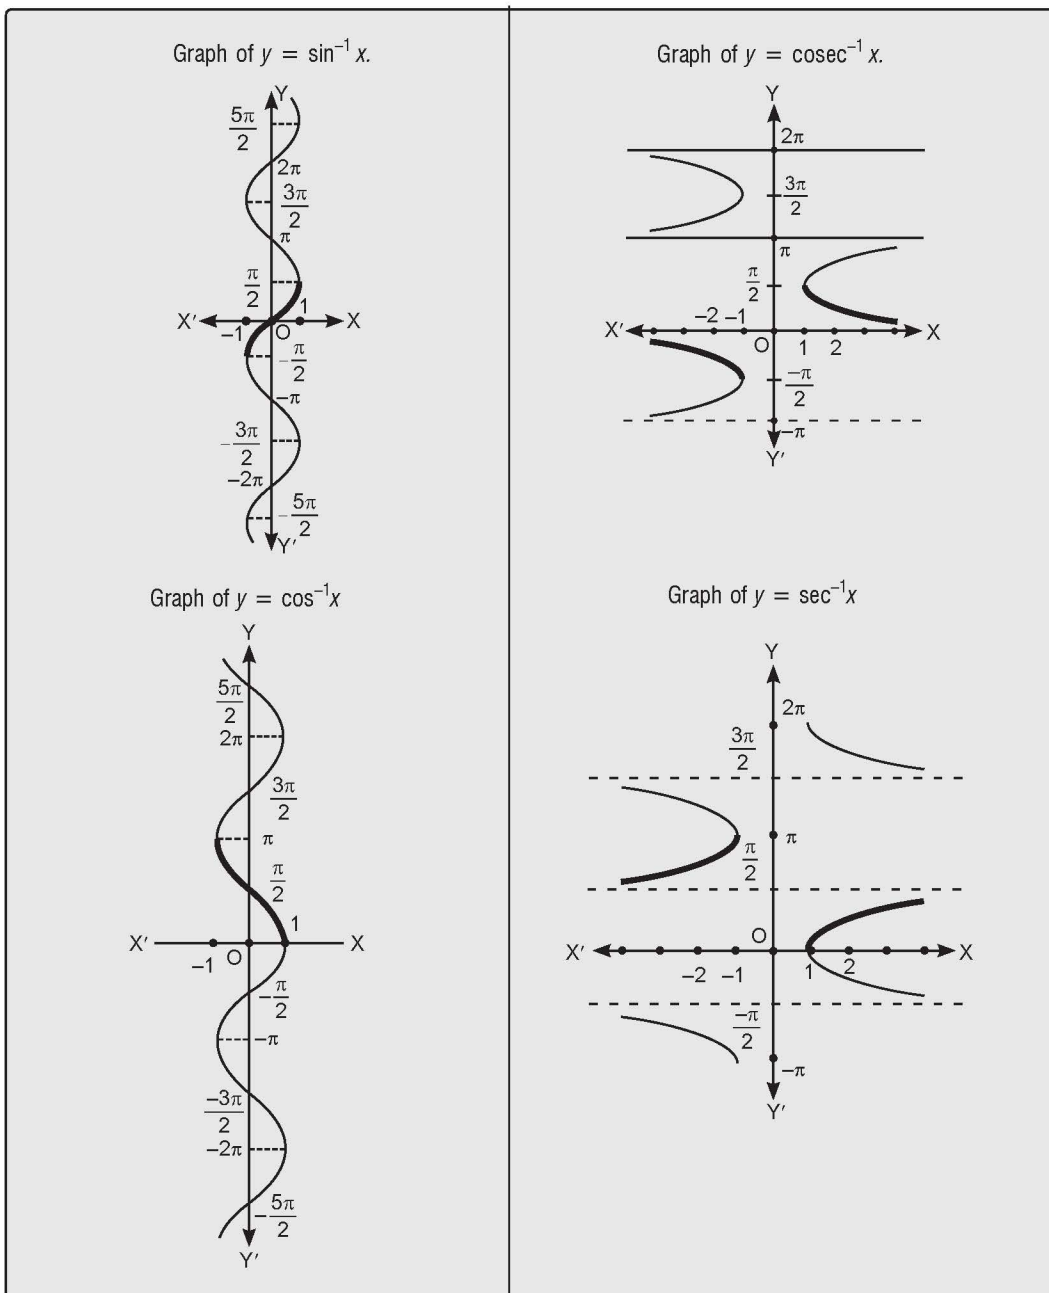 Graph of y = sin⁻¹ x.
Y
5π/2
2π
3π/2
π
π/2
1
X′ −1 O X
−π/2
−π
−3π/2
−2π
−5π/2
Y′
Graph of y = cosec⁻¹ x.
2π
3π/2
π
π/2
−2 −1
X′ O 1 2 X
−π/2
−π
Y′
Graph of y = cos⁻¹x
Y
5π/2
2π
3π/2
π
π/2
1
X′ −1 O X
−π/2
−π
−3π/2
−2π
−5π/2
Y′
Graph of y = sec⁻¹x
Y
2π
3π/2
π
π/2
O
X′ −2 −1 1 2 X
−π/2
−π
Y′